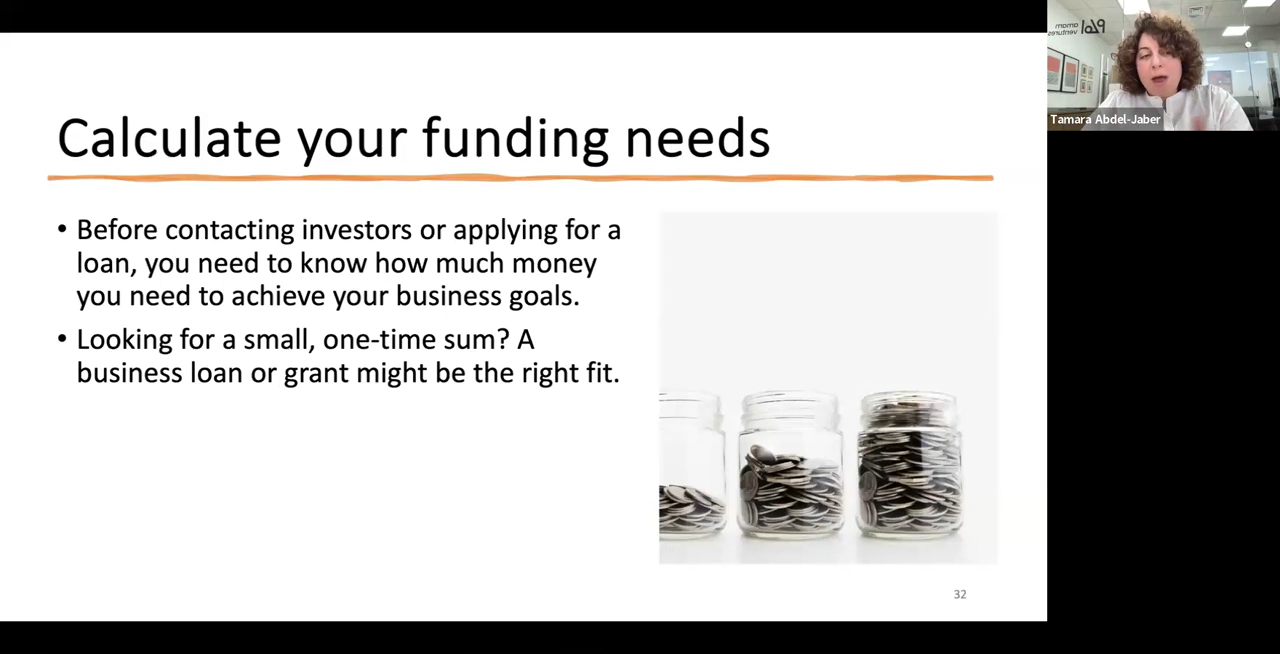 Calculate your funding needs
• Before contacting investors or applying for a
loan, you need to know how much money
you need to achieve your business goals.
• Looking for a small, one-time sum? A
business loan or grant might be the right fit.
32
amam
ventures
Tamara Abdel-Jaber